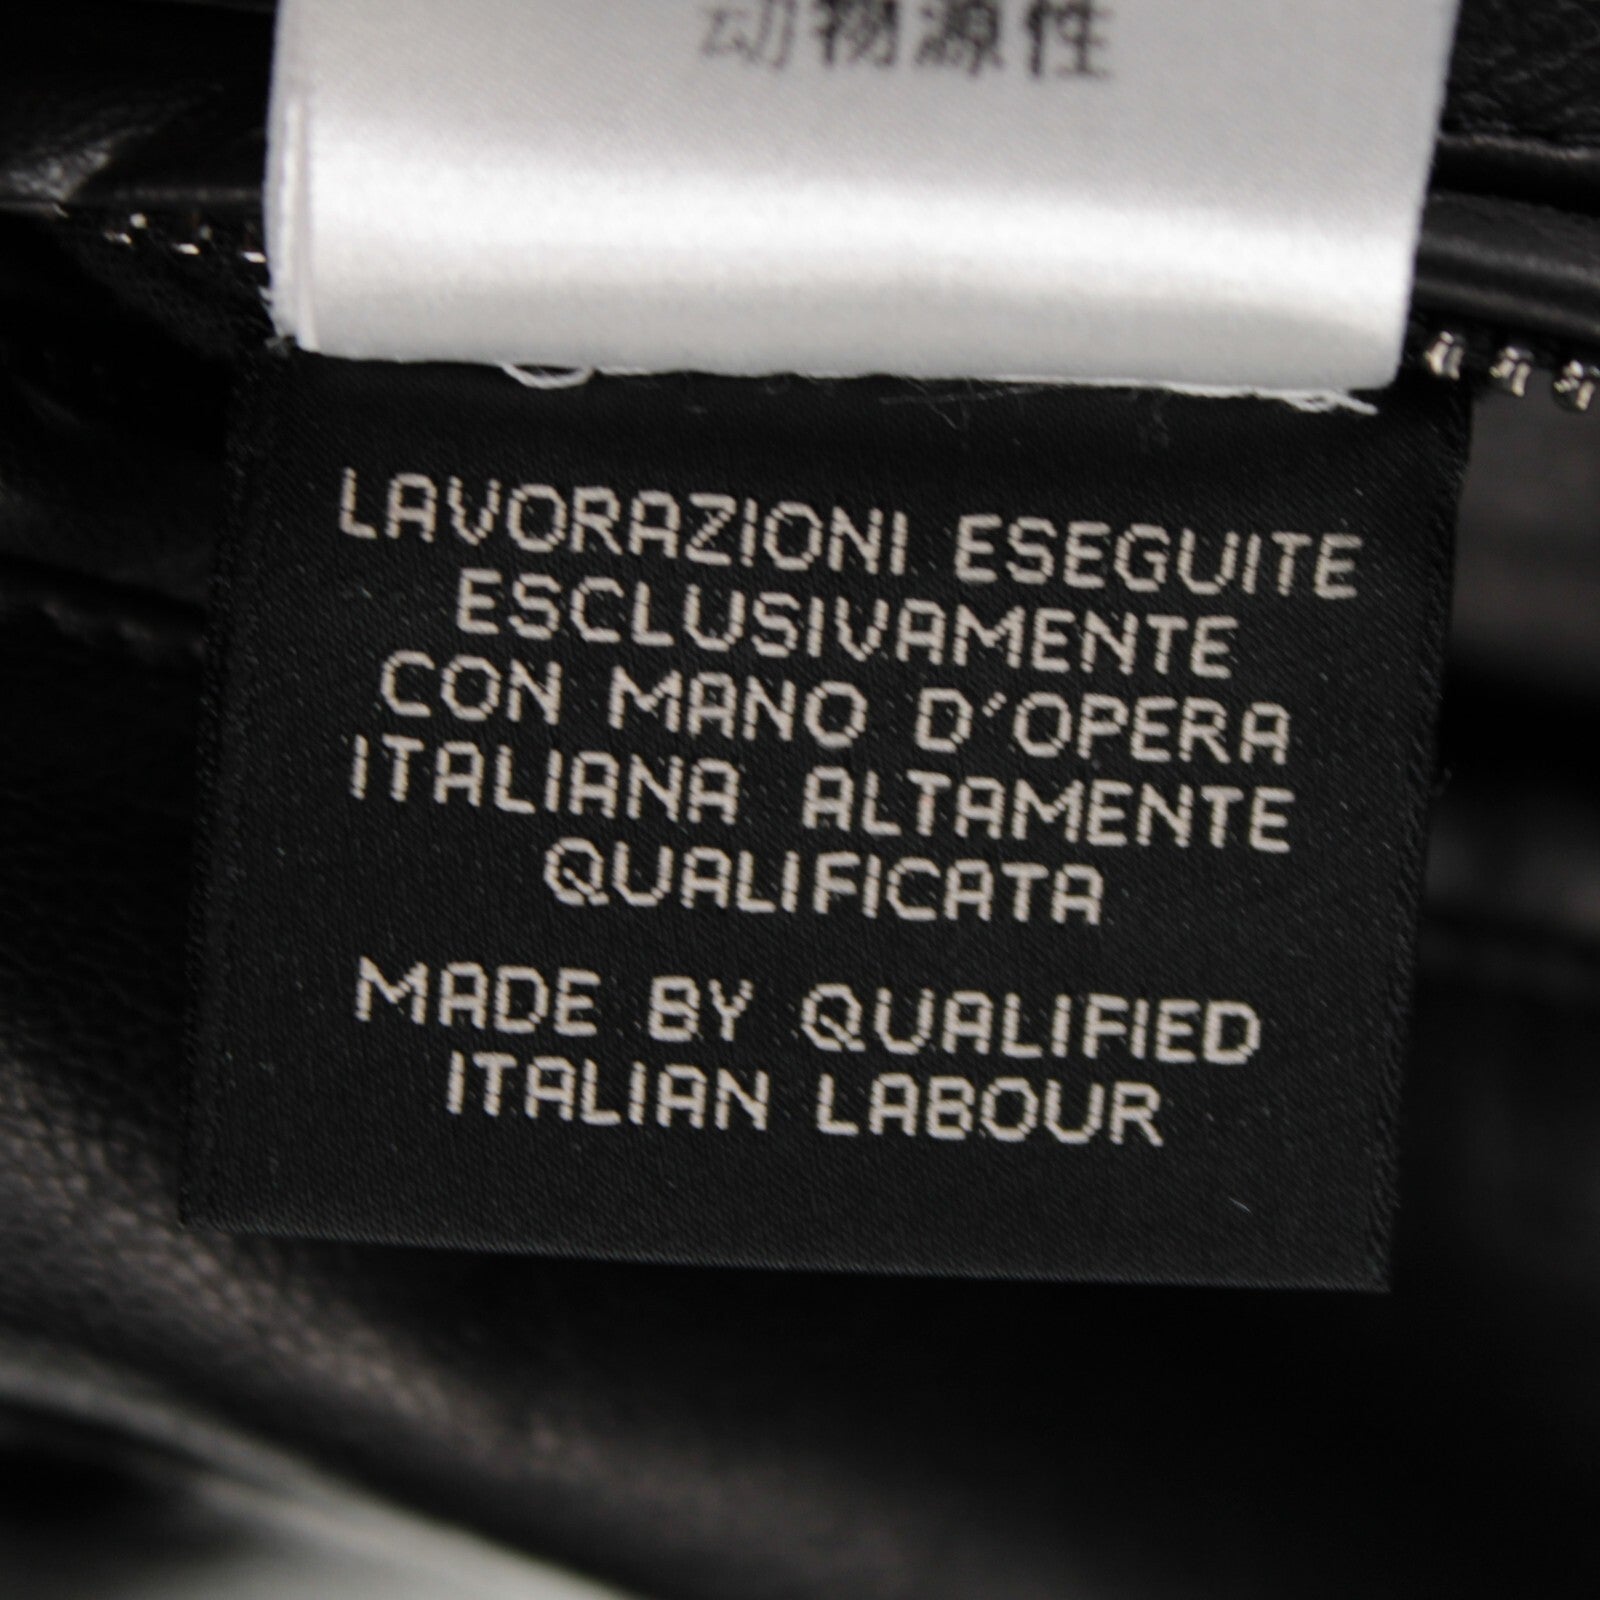 动物源性
LAVORAZIONI ESEGUITE
ESCLUSIVAMENTE
CON MANO D'OPERA
ITALIANA ALTAMENTE
QUALIFICATA
MADE BY QUALIFIED
ITALIAN LABOUR